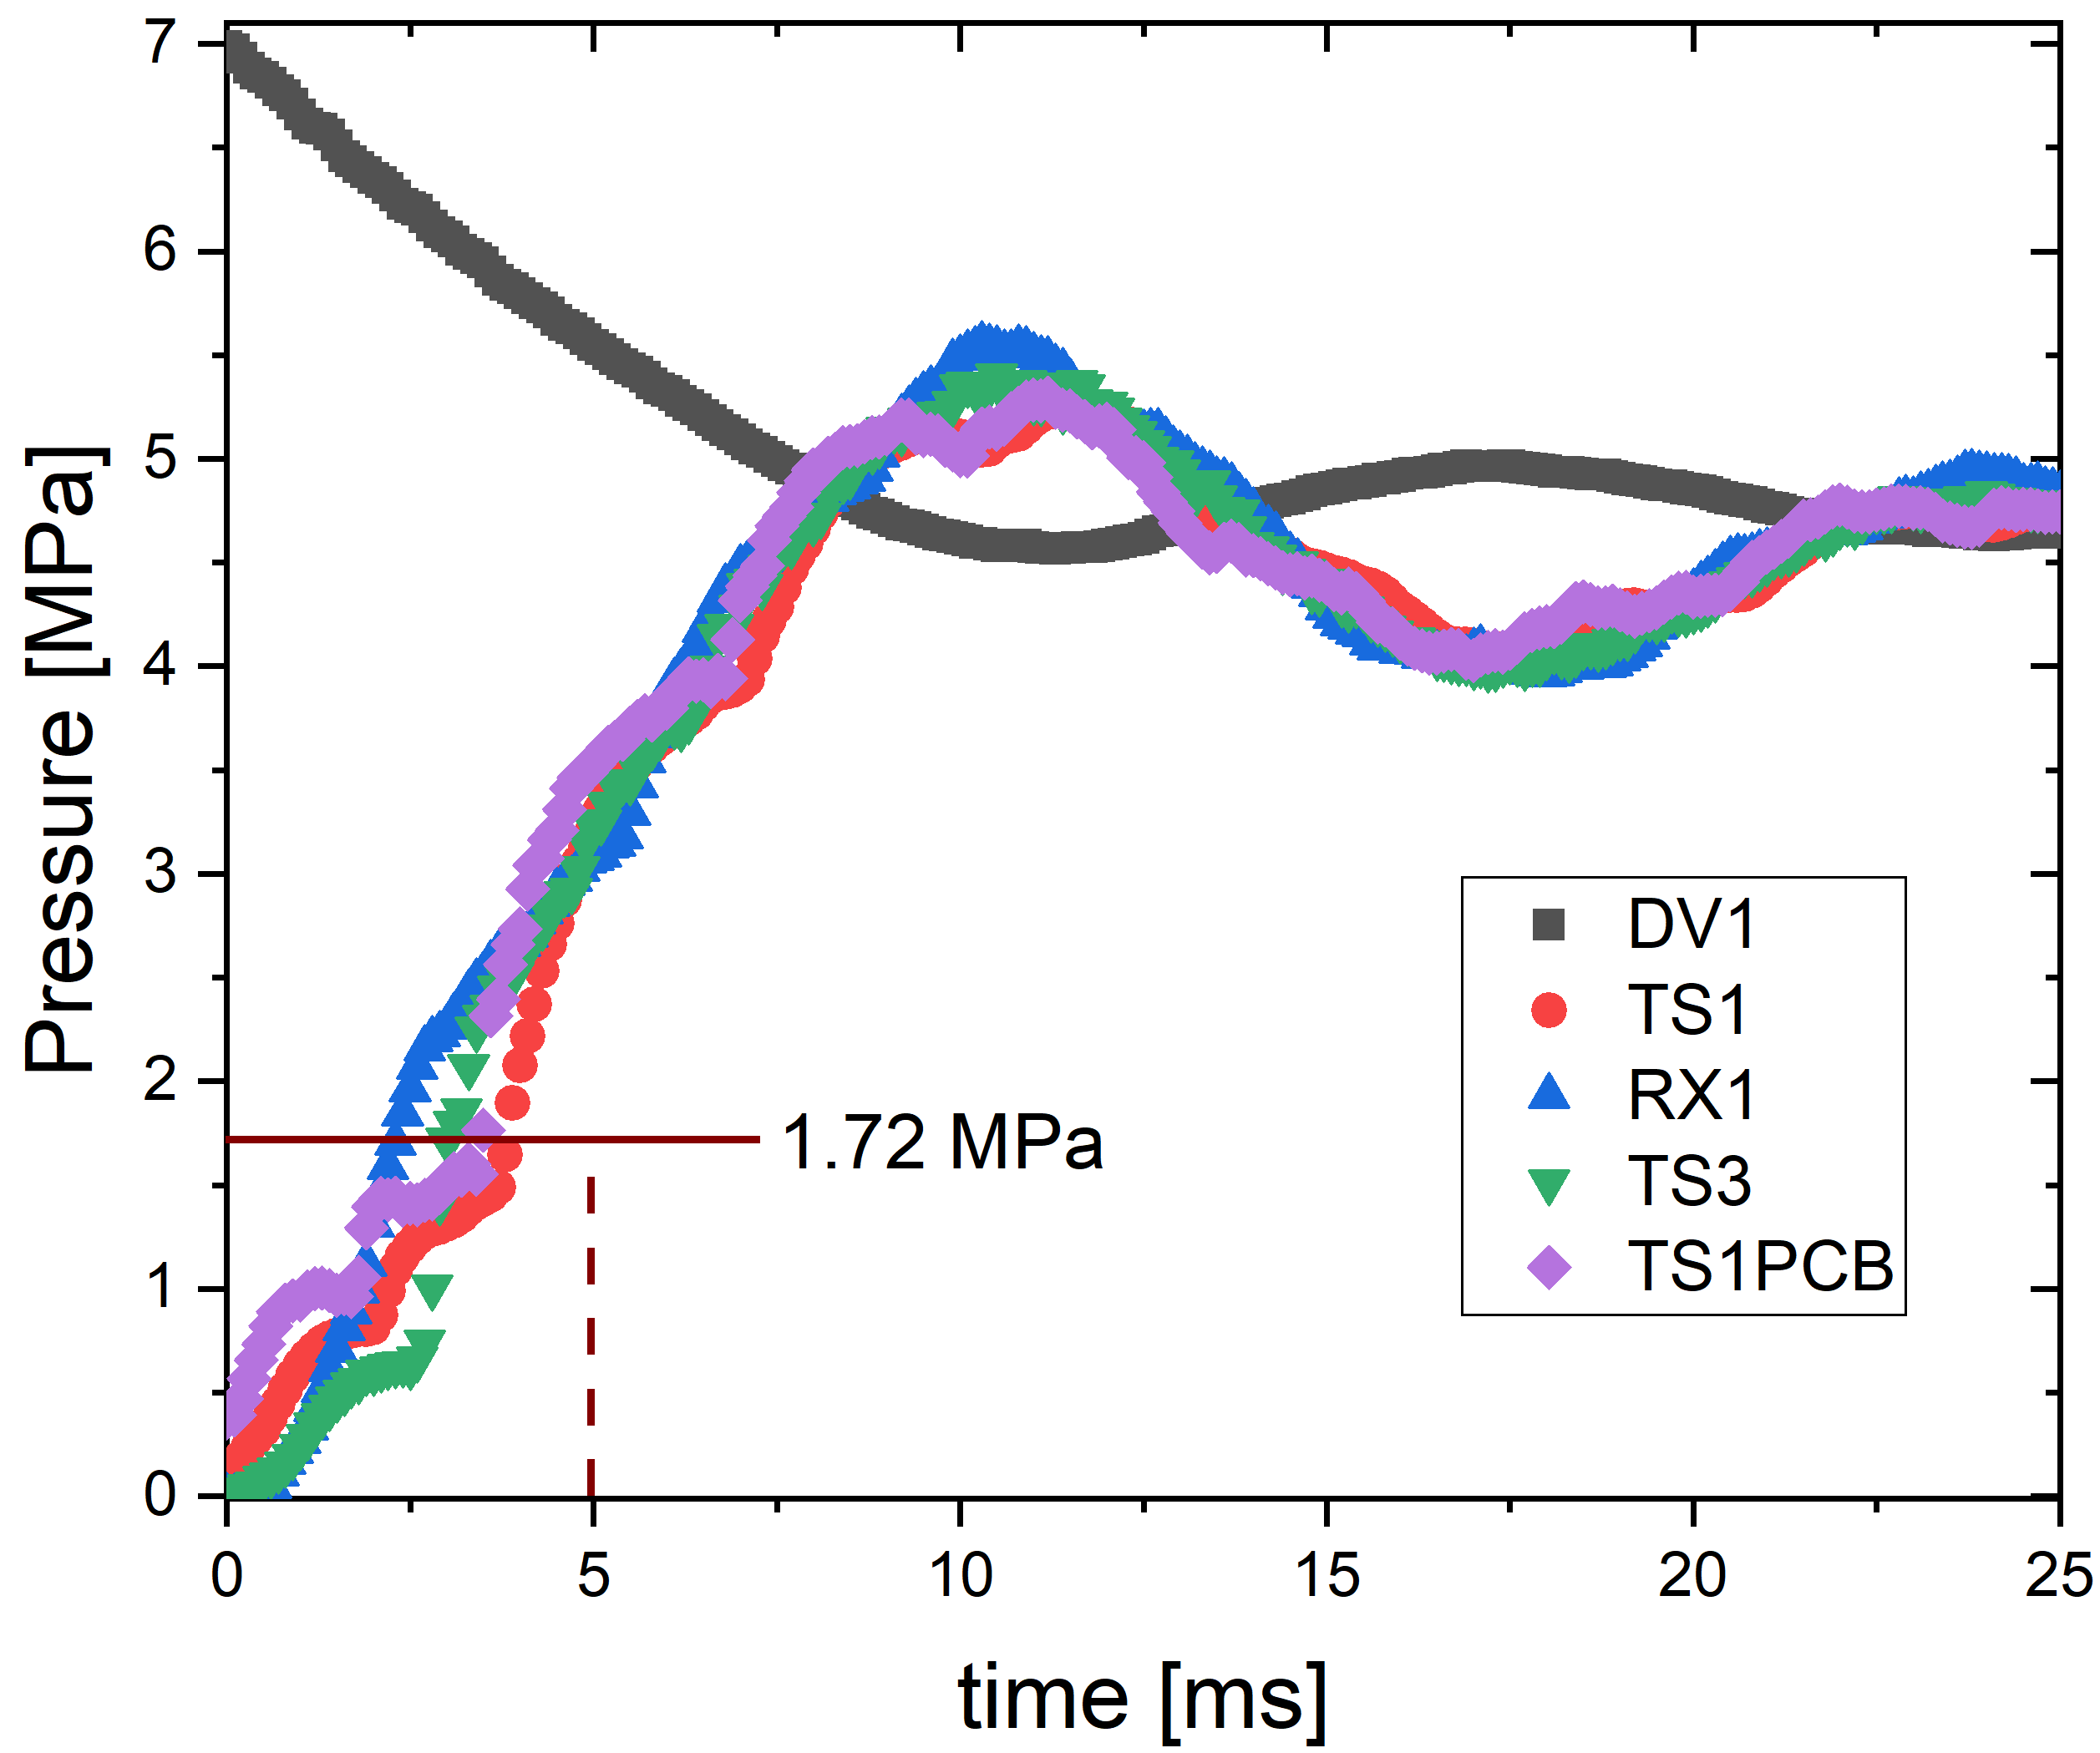 Pressure [MPa]
7
6
5
4
3
2
1
0
1.72 MPa
DV1
TS1
RX1
TS3
TS1PCB
0 5 10 15 20 25
time [ms]